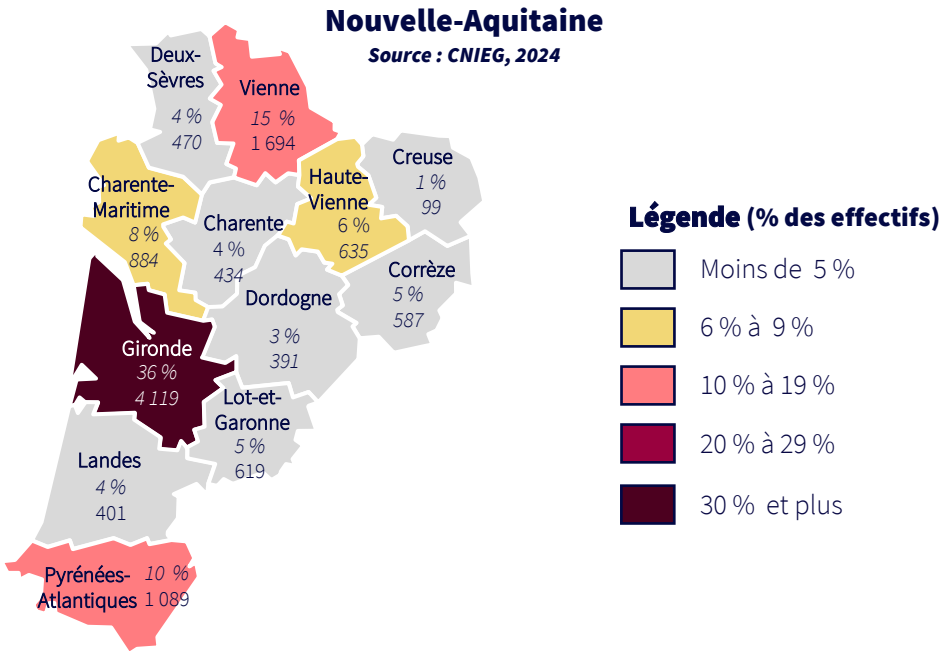 Nouvelle-Aquitaine
Source : CNIEG, 2024
Deux-
Sèvres
4 %
470
Vienne
15 %
1 694
Creuse
1 %
99
Haute-
Vienne
6 %
635
Charente-
Maritime
8 %
884
Charente
4 %
434
Corrèze
5 %
587
Dordogne
3 %
391
Gironde
36 %
4 119
Lot-et-
Garonne
5 %
619
Landes
4 %
401
Pyrénées-
Atlantiques
10 %
1 089
Légende (% des effectifs)
Moins de 5 %
6 % à 9 %
10 % à 19 %
20 % à 29 %
30 % et plus